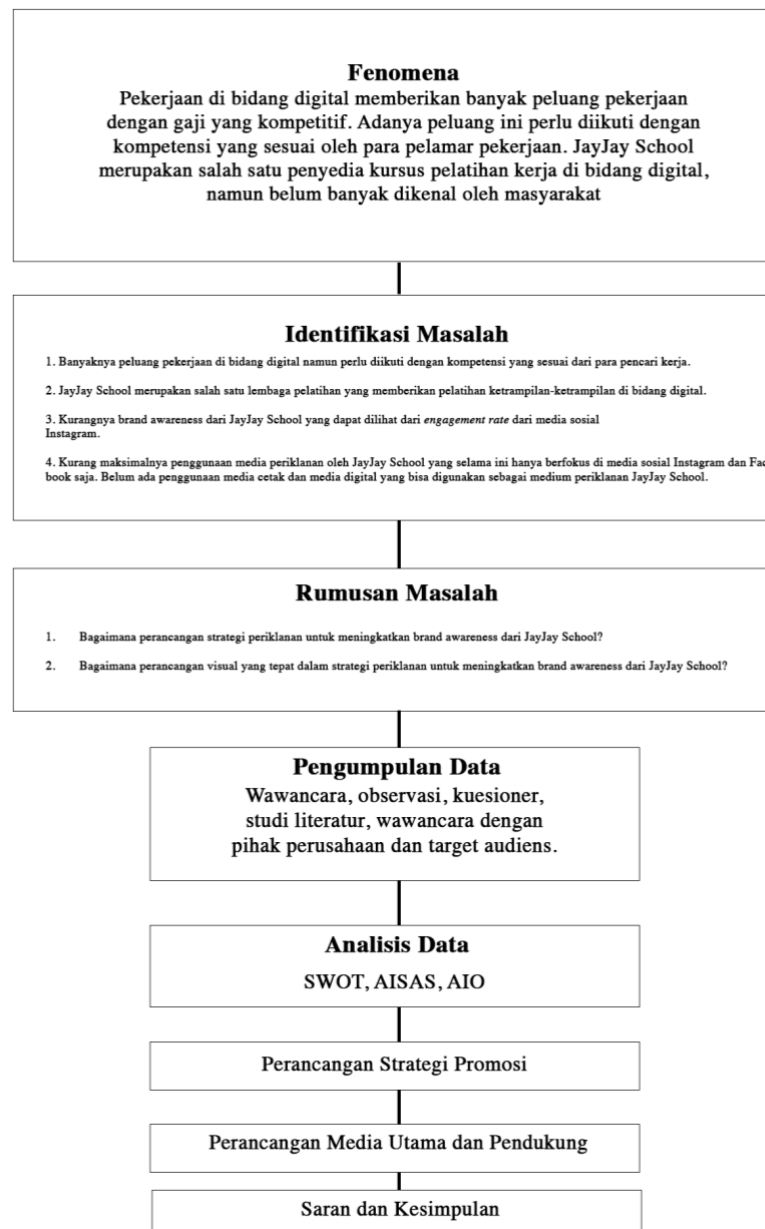 Fenomena
Pekerjaan di bidang digital memberikan banyak peluang pekerjaan
dengan gaji yang kompetitif. Adanya peluang ini perlu diikuti dengan
kompetensi yang sesuai oleh para pelamar pekerjaan. JayJay School
merupakan salah satu penyedia kursus pelatihan kerja di bidang digital,
namun belum banyak dikenal oleh masyarakat
Identifikasi Masalah
1. Banyaknya peluang pekerjaan di bidang digital namun perlu diikuti dengan kompetensi yang sesuai dari para pencari kerja.
2. JayJay School merupakan salah satu lembaga pelatihan yang memberikan pelatihan ketrampilan-ketrampilan di bidang digital.
3. Kurangnya brand awareness dari JayJay School yang dapat dilihat dari engagement rate dari media sosial
Instagram.
4. Kurang maksimalnya penggunaan media periklanan oleh JayJay School yang selama ini hanya berfokus di media sosial Instagram dan Fac
book saja. Belum ada penggunaan media cetak dan media digital yang bisa digunakan sebagai medium periklanan JayJay School.
Rumusan Masalah
1. Bagaimana perancangan strategi periklanan untuk meningkatkan brand awareness dari JayJay School?
2. Bagaimana perancangan visual yang tepat dalam strategi periklanan untuk meningkatkan brand awareness dari JayJay School?
Pengumpulan Data
Wawancara, observasi, kuesioner,
studi literatur, wawancara dengan
pihak perusahaan dan target audiens.
Analisis Data
SWOT, AISAS, AIO
Perancangan Strategi Promosi
Perancangan Media Utama dan Pendukung
Saran dan Kesimpulan